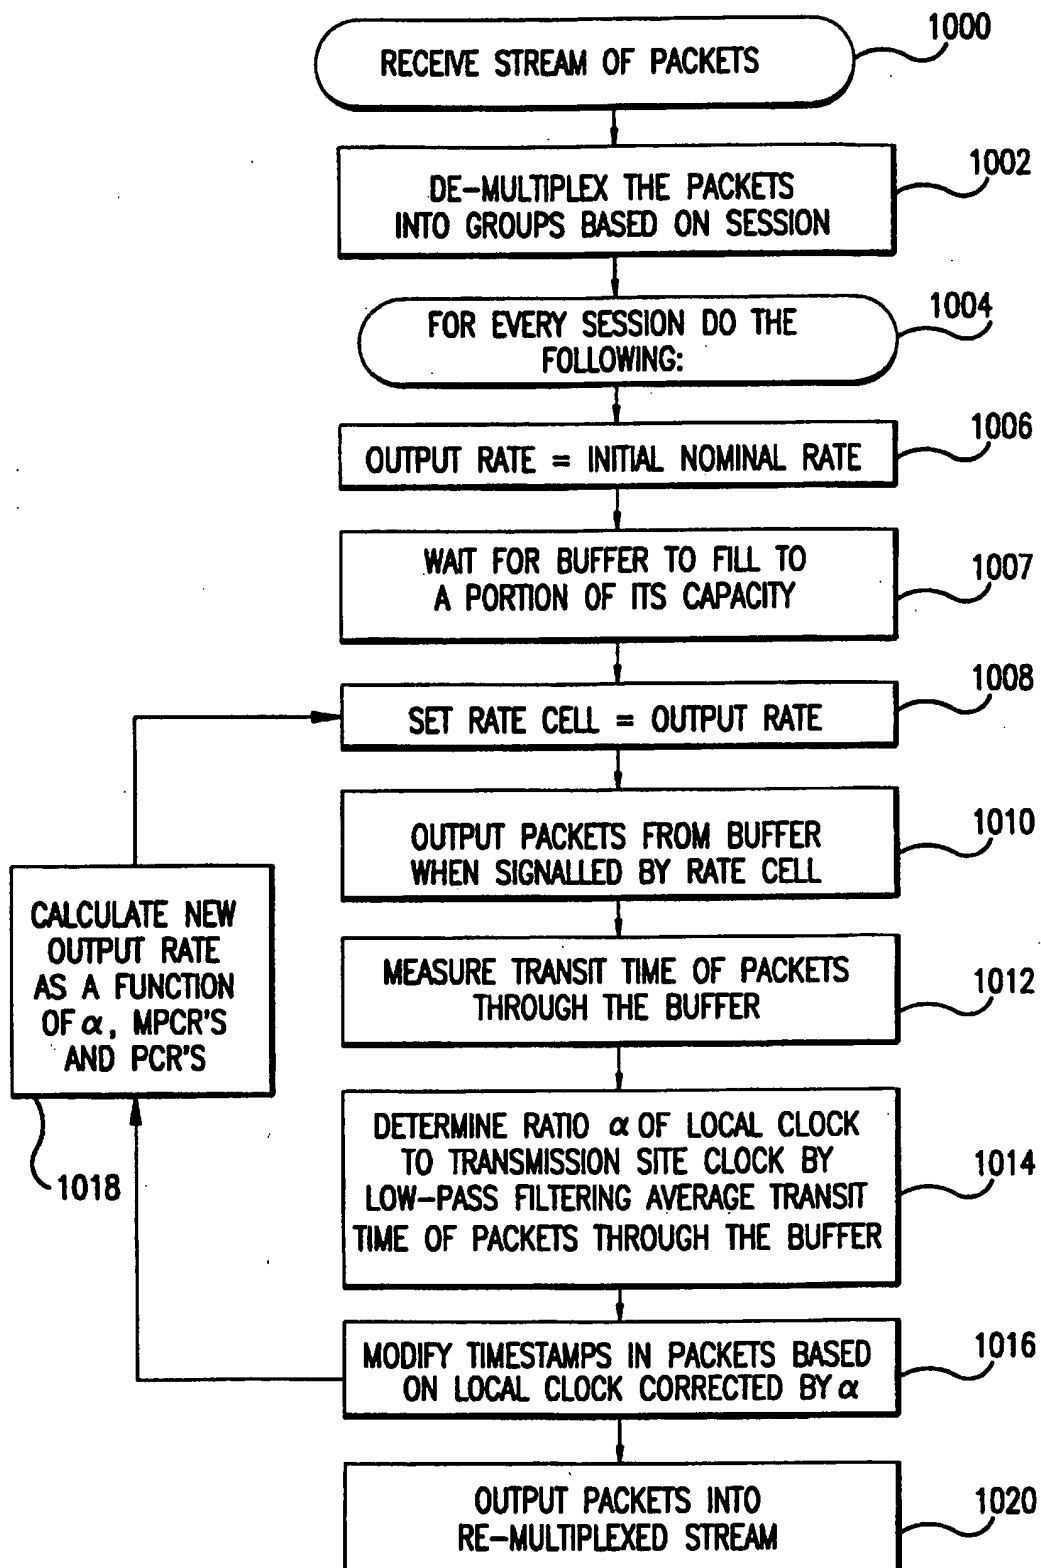 1000
RECEIVE STREAM OF PACKETS
1002
DE-MULTIPLEX THE PACKETS
INTO GROUPS BASED ON SESSION
1004
FOR EVERY SESSION DO THE
FOLLOWING:
1006
OUTPUT RATE = INITIAL NOMINAL RATE
1007
WAIT FOR BUFFER TO FILL TO
A PORTION OF ITS CAPACITY
1008
SET RATE CELL = OUTPUT RATE
1010
OUTPUT PACKETS FROM BUFFER
WHEN SIGNALLED BY RATE CELL
1012
MEASURE TRANSIT TIME OF PACKETS
THROUGH THE BUFFER
1014
DETERMINE RATIO α OF LOCAL CLOCK
TO TRANSMISSION SITE CLOCK BY
LOW-PASS FILTERING AVERAGE TRANSIT
TIME OF PACKETS THROUGH THE BUFFER
1016
MODIFY TIMESTAMPS IN PACKETS BASED
ON LOCAL CLOCK CORRECTED BY α
CALCULATE NEW
OUTPUT RATE
AS A FUNCTION
OF α, MPCR'S
AND PCR'S
1018
1020
OUTPUT PACKETS INTO
RE-MULTIPLEXED STREAM